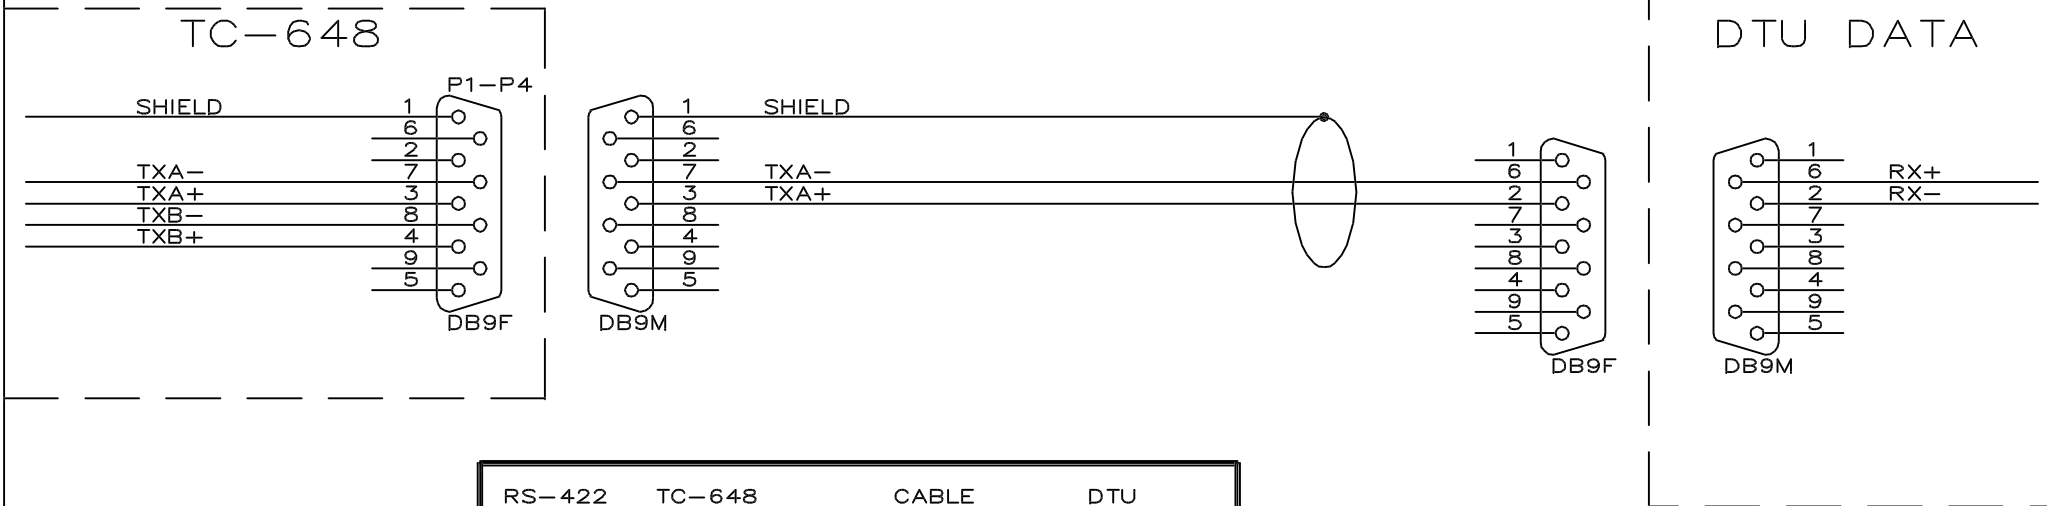 TC-648
DTU DATA
P1-P4
SHIELD 1
6
2
TXA- 7
TXA+ 3
TXB- 8
TXB+ 4
9
5
DB9F
1 SHIELD
6
2
7 TXA-
3 TXA+
8
4
9
5
DB9M
1
6
2
7
3
8
4
9
5
DB9F
1
6 RX+
2 RX-
7
3
8
4
9
5
DB9M
RS-422 TC-648 CABLE DTU